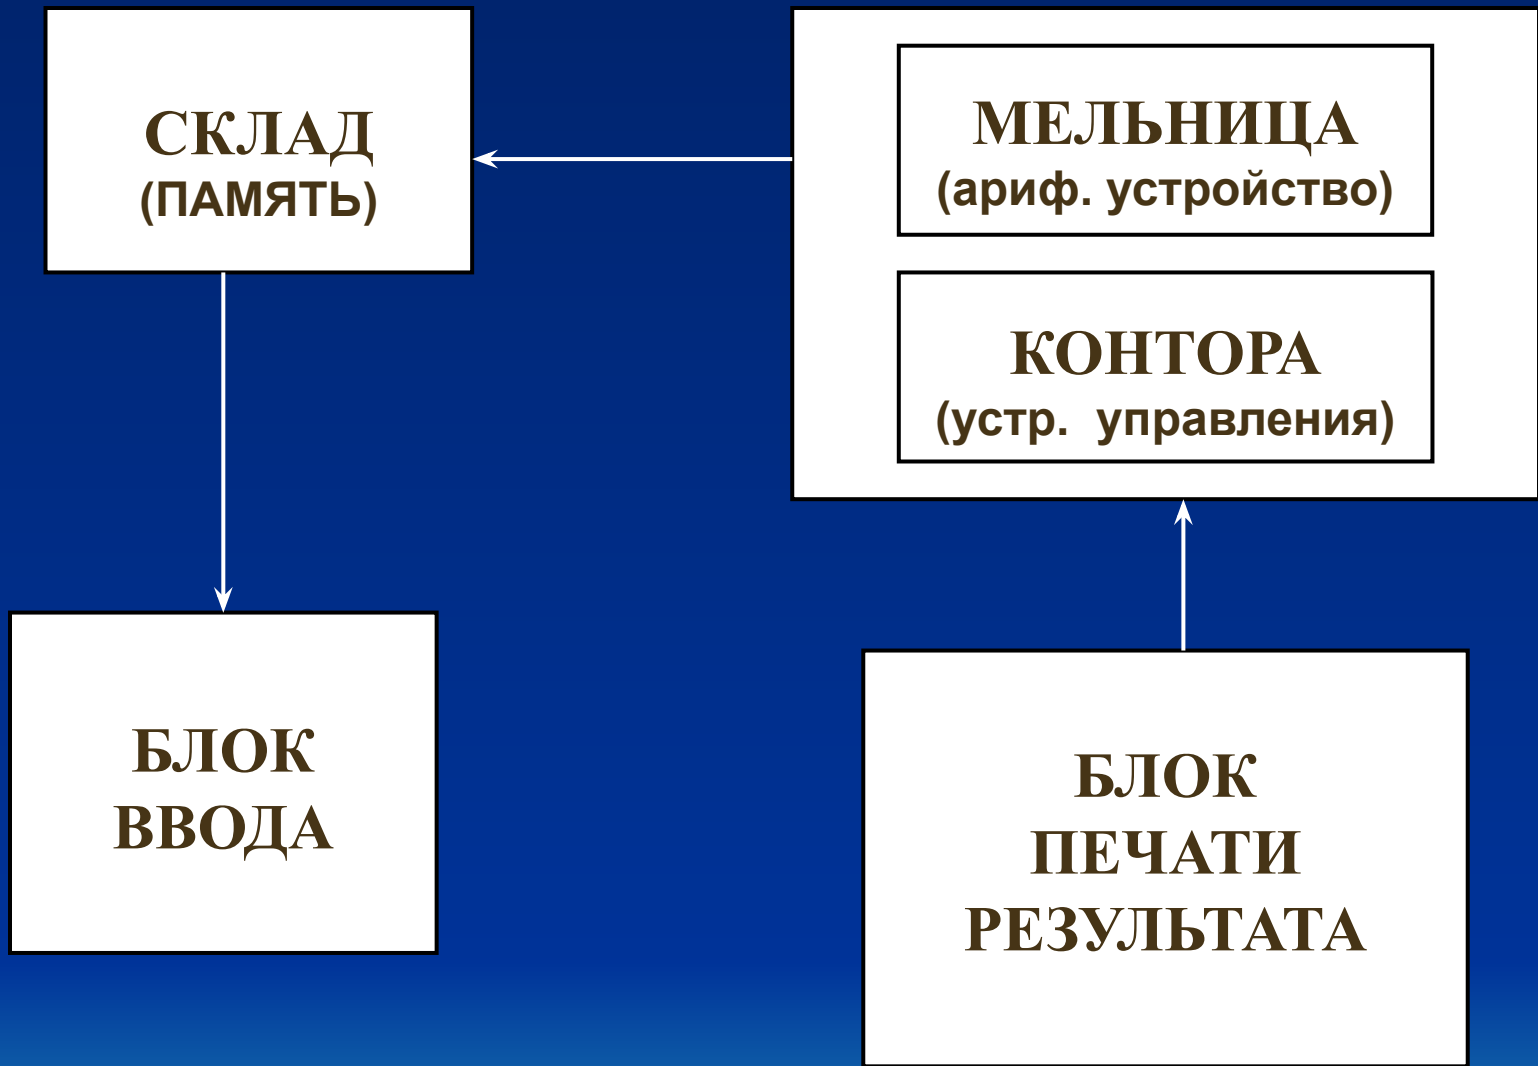 СКЛАД
(ПАМЯТЬ)
МЕЛЬНИЦА
(ариф. устройство)
КОНТОРА
(устр. управления)
БЛОК
ВВОДА
БЛОК
ПЕЧАТИ
РЕЗУЛЬТАТА